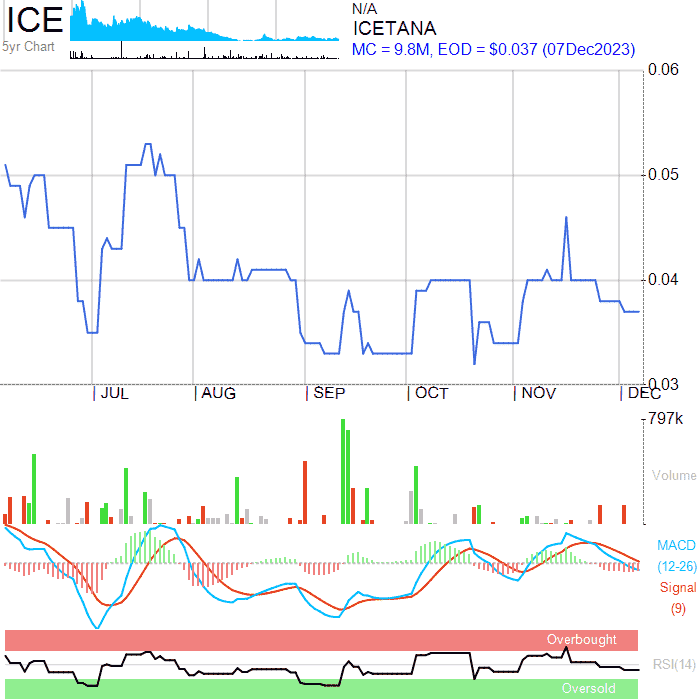 ICE
5yr Chart
N/A
ICETANA
MC = 9.8M, EOD = $0.037 (07Dec2023)
0.06
0.05
0.04
0.03
JUL
AUG
SEP
OCT
NOV
DEC
797k
Volume
MACD
(12-26)
Signal
(9)
Overbought
RSI(14)
Oversold